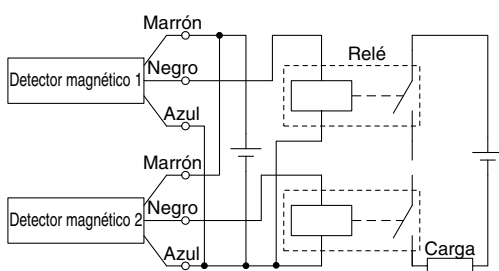 Marrón
Detector magnético 1
Negro
Azul
Relé
Marrón
Detector magnético 2
Negro
Azul
Carga